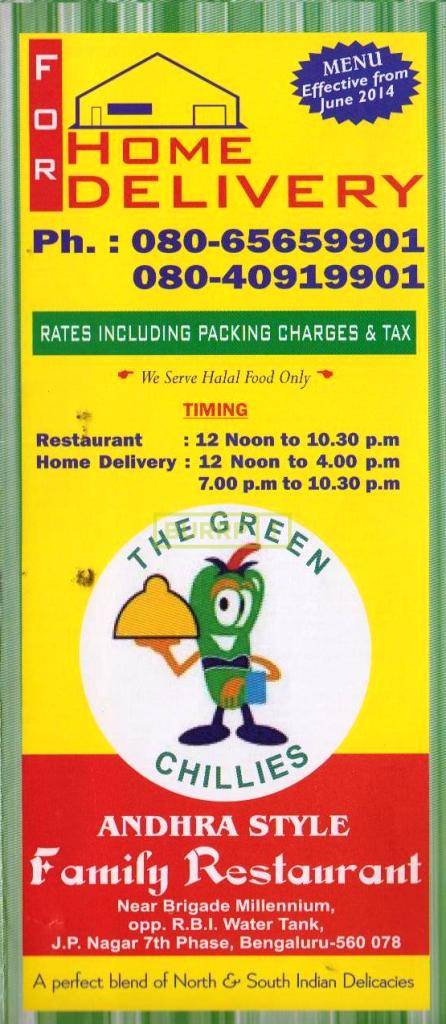 FOR
HOME
DELIVERY
MENU
Effective from
June 2014
Ph. : 080-65659901
080-40919901
RATES INCLUDING PACKING CHARGES & TAX
We Serve Halal Food Only
TIMING
Restaurant : 12 Noon to 10.30 p.m
Home Delivery : 12 Noon to 4.00 p.m
7.00 p.m to 10.30 p.m
THE GREEN
CHILLIES
ANDHRA STYLE
Family Restaurant
Near Brigade Millennium,
opp. R.B.I. Water Tank,
J.P. Nagar 7th Phase, Bengaluru-560 078
A perfect blend of North & South Indian Delicacies